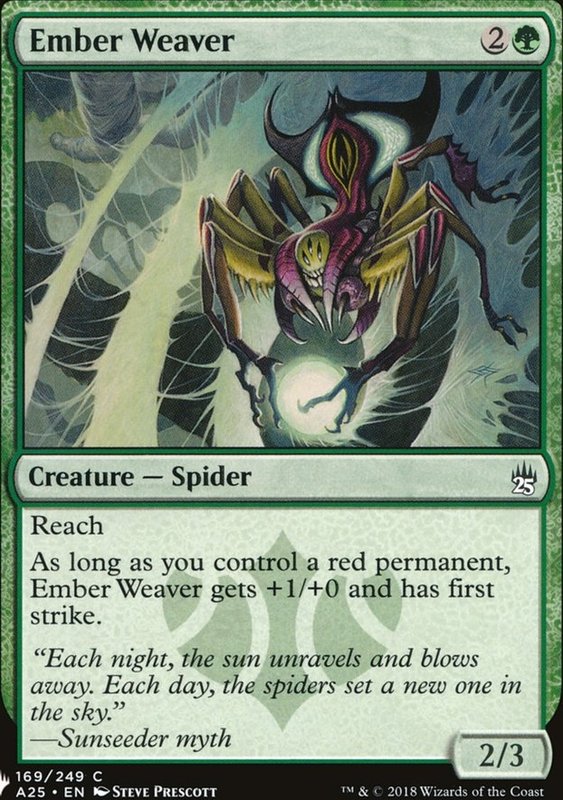 Ember Weaver 2
Creature — Spider
25
Reach
As long as you control a red permanent,
Ember Weaver gets +1/+0 and has first
strike.
“Each night, the sun unravels and blows
away. Each day, the spiders set a new one in
the sky.”
—Sunseeder myth
2/3
169/249 C
A25 • EN Steve Prescott
™ & © 2018 Wizards of the Coast